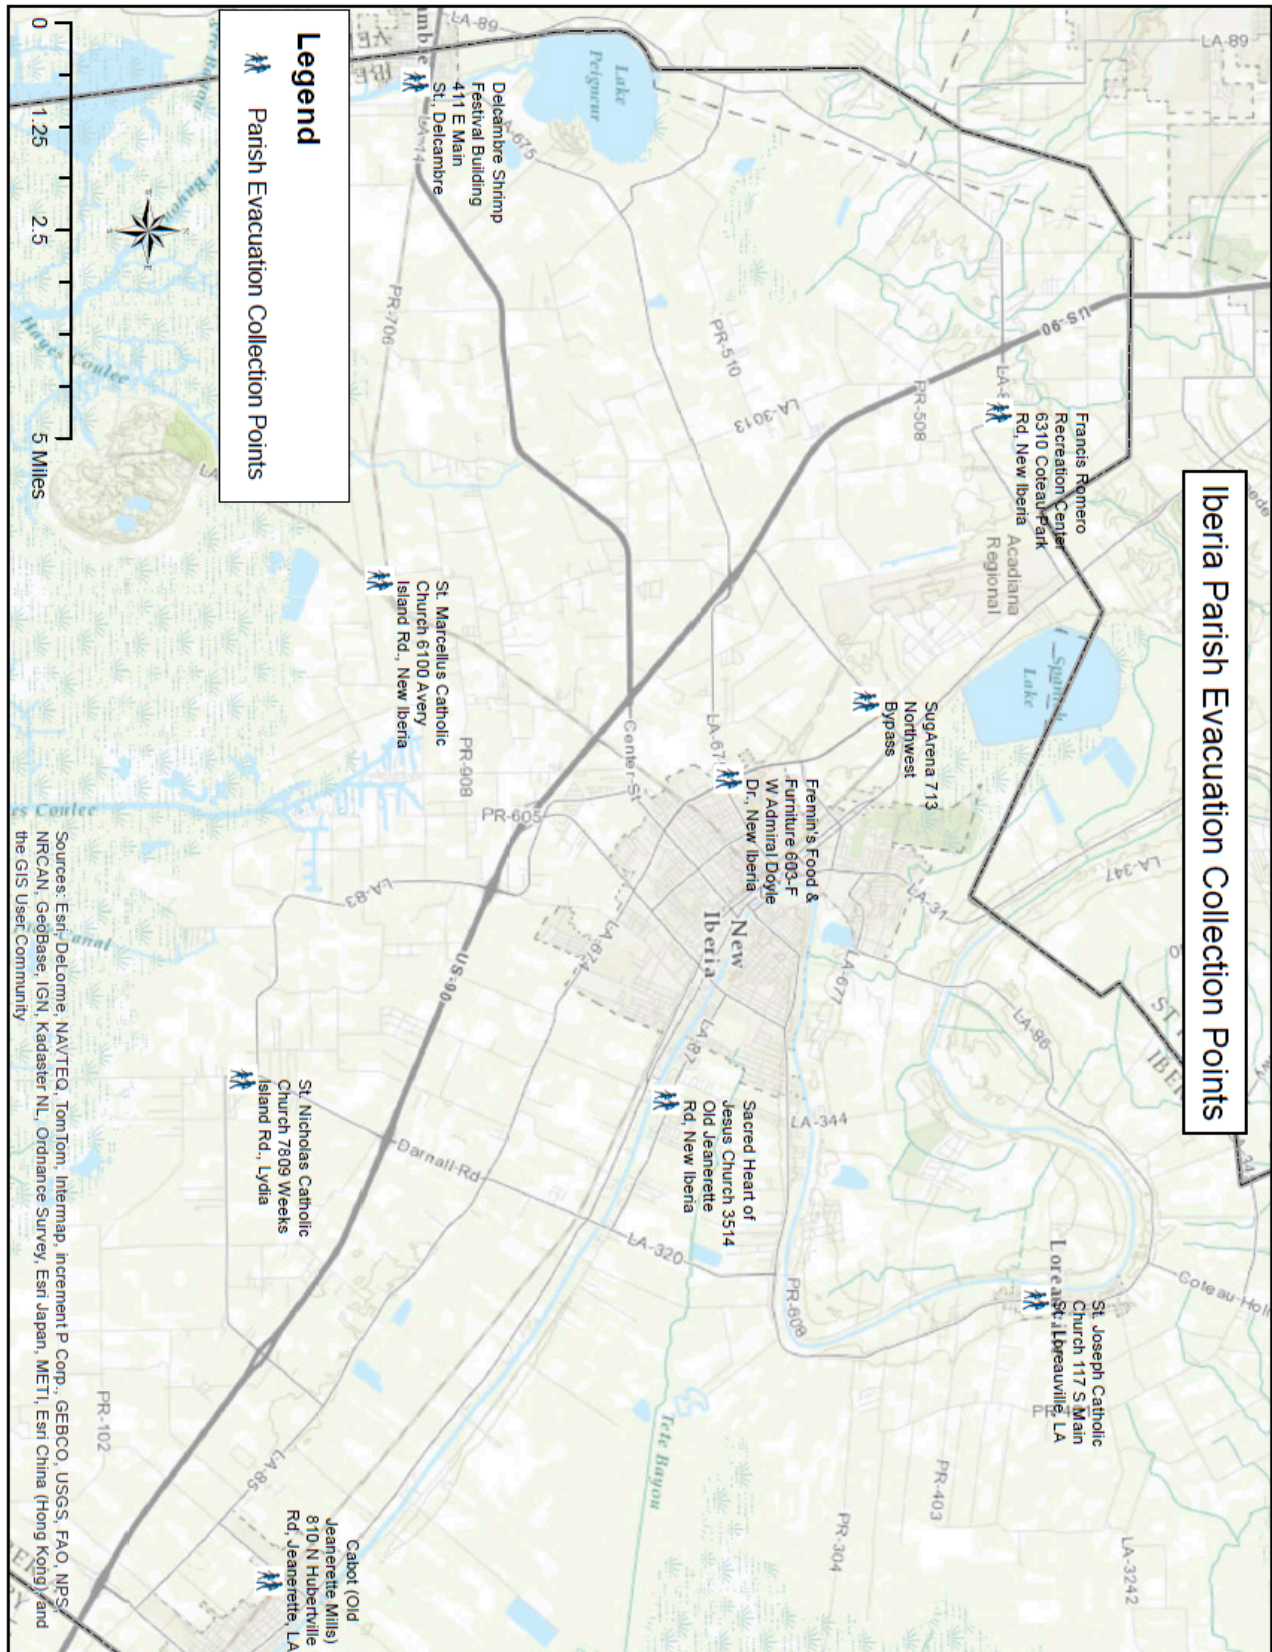 Iberia Parish Evacuation Collection Points
LA-89
LA-89
Lake
Peigneur
Delcambre Shrimp
Festival Building
411 E Main
St., Delcambre
LA-14
PR-706
PR-510
LA-3013
PR-508
US-90
Francis Romero
Recreation Center
6310 Coteau Park
Rd, New Iberia
Acadiana
Regional
Spanish
Lake
SugArena 713
Northwest
Bypass
St. Marcellus Catholic
Church 6100 Avery
Island Rd., New Iberia
PR-908
PR-605
Center-St
Fremin's Food &
Furniture 603-F
W Admiral Doyle
Dr., New Iberia
New
Iberia
LA-31
LA-347
LA-677
LA-86
LA-674
LA-83
US-90
Sacred Heart of
Jesus Church 3514
Old Jeanerette
Rd, New Iberia
LA-344
LA-320
Darnall-Rd
St. Nicholas Catholic
Church 7809 Weeks
Island Rd., Lydia
PR-608
St. Joseph Catholic
Church 117 S Main
St. Loreauville, LA
Tete Bayou
PR-403
PR-304
LA-3242
PR-102
LA-85
Cabot (Old
Jeanerette Mills)
810 N Hubertville
Rd, Jeanerette, LA
Hayes Coulee
Legend
Parish Evacuation Collection Points
0 1.25 2.5 5 Miles
Sources: Esri, DeLorme, NAVTEQ, TomTom, Intermap, increment P Corp., GEBCO, USGS, FAO, NPS,
NRCAN, GeoBase, IGN, Kadaster NL, Ordnance Survey, Esri Japan, METI, Esri China (Hong Kong), and
the GIS User Community